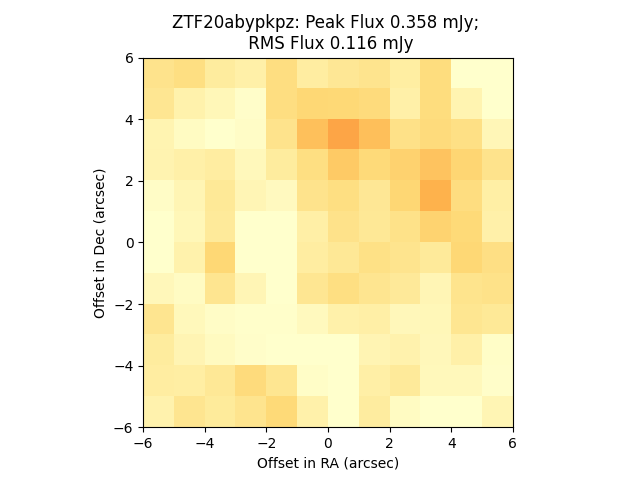 ZTF20abypkpz: Peak Flux 0.358 mJy;
RMS Flux 0.116 mJy
6
4
2
0
−2
−4
−6
Offset in Dec (arcsec)
−6 −4 −2 0 2 4 6
Offset in RA (arcsec)